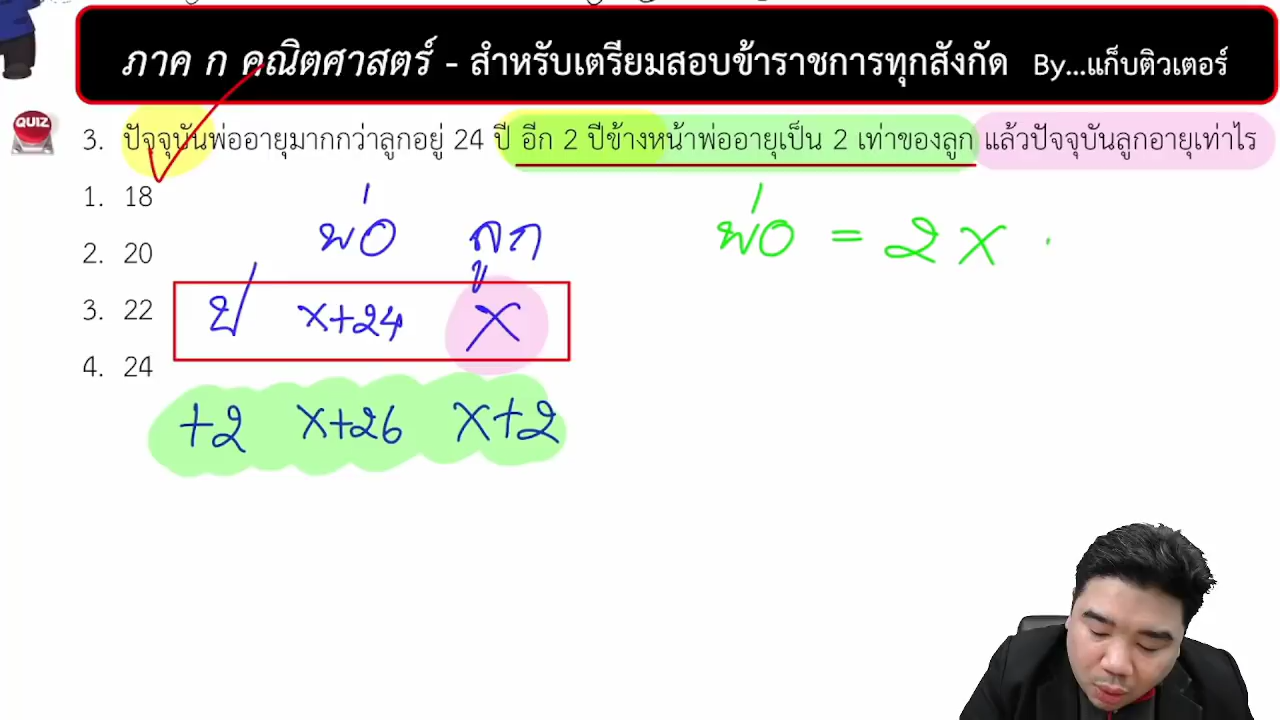 ภาค ก คณิตศาสตร์ - สำหรับเตรียมสอบข้าราชการทุกสังกัด By...แก็บติวเตอร์
QUIZ
3. ปัจจุบันพ่ออายุมากกว่าลูกอยู่ 24 ปี อีก 2 ปีข้างหน้าพ่ออายุเป็น 2 เท่าของลูก แล้วปัจจุบันลูกอายุเท่าไร
1. 18
2. 20
3. 22
4. 24
พ่อ ลูก
ป x+24 x
+2 x+26 x+2
พ่อ = 2x